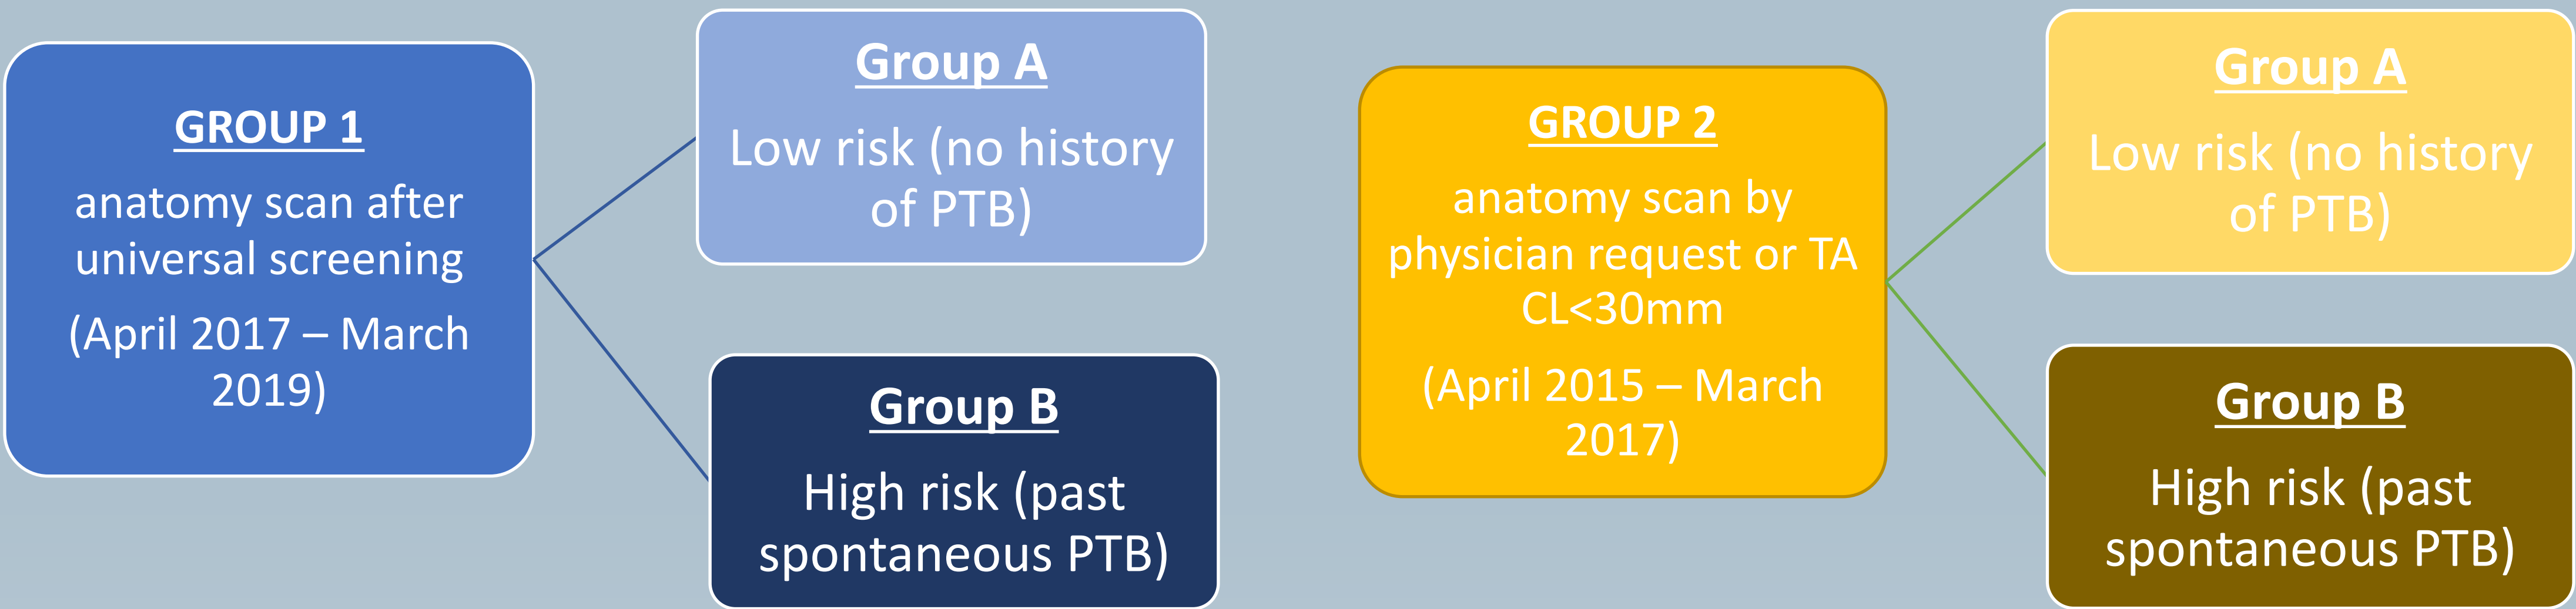 GROUP 1
anatomy scan after
universal screening
(April 2017 – March
2019)
Group A
Low risk (no history
of PTB)
Group B
High risk (past
spontaneous PTB)
GROUP 2
anatomy scan by
physician request or TA
CL<30mm
(April 2015 – March
2017)
Group A
Low risk (no history
of PTB)
Group B
High risk (past
spontaneous PTB)